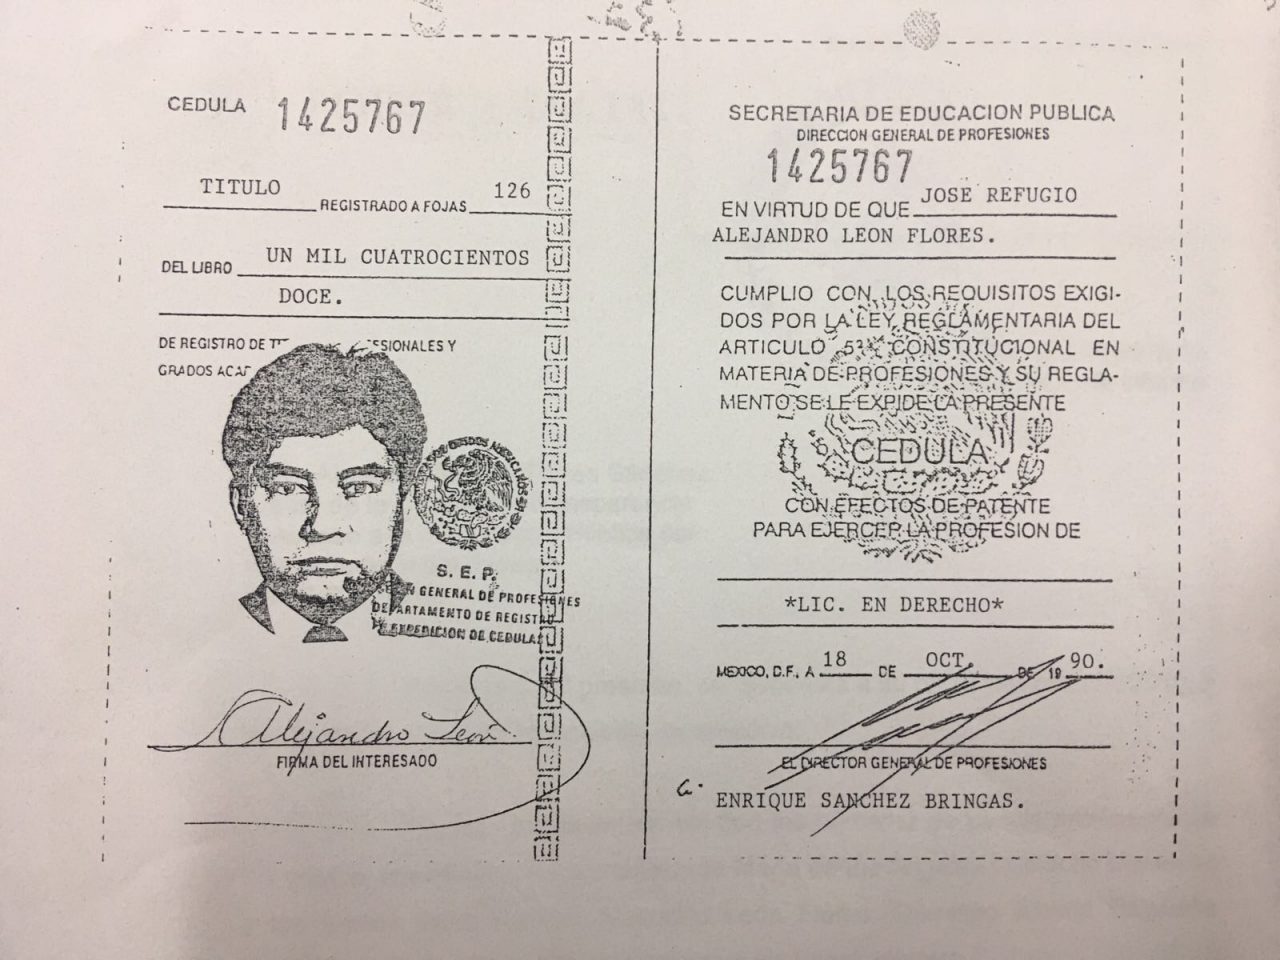 CEDULA 1425767
TITULO REGISTRADO A FOJAS 126
DEL LIBRO UN MIL CUATROCIENTOS
DOCE.
DE REGISTRO DE SIONALES Y
GRADOS
S. E. P.
GENERAL DE PROFESIONES
DEPARTAMENTO DE REGISTRO
Y EXPEDICION DE CEDULAS
Alejandro León
FIRMA DEL INTERESADO
SECRETARIA DE EDUCACION PUBLICA
DIRECCION GENERAL DE PROFESIONES
1425767
EN VIRTUD DE QUE JOSE REFUGIO
ALEJANDRO LEON FLORES.
CUMPLIO CON LOS REQUISITOS EXIGI-
DOS POR LA LEY REGLAMENTARIA DEL
ARTICULO 5º CONSTITUCIONAL EN
MATERIA DE PROFESIONES Y SU REGLA-
MENTO SE LE EXPIDE LA PRESENTE
CEDULA
CON EFECTOS DE PATENTE
PARA EJERCER LA PROFESION DE
*LIC. EN DERECHO*
MEXICO, D.F., A 18 DE OCT. DE 19 90.
EL DIRECTOR GENERAL DE PROFESIONES
ENRIQUE SANCHEZ BRINGAS.